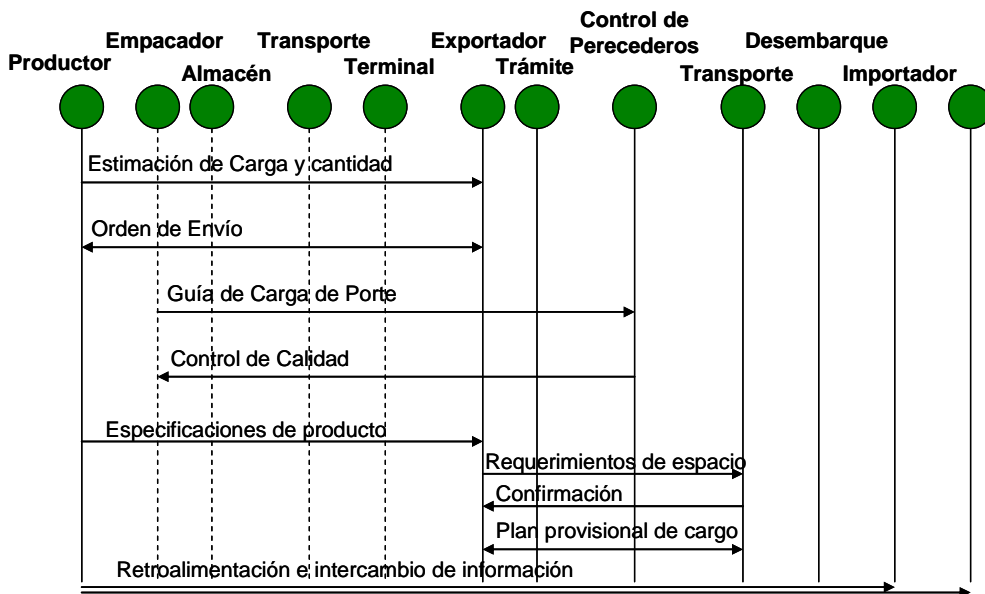 Control de
Perecederos
Empacador
Transporte
Exportador
Desembarque
Productor
Almacén
Terminal
Trámite
Transporte
Importador
Estimación de Carga y cantidad
Orden de Envío
Guía de Carga de Porte
Control de Calidad
Especificaciones de producto
Requerimientos de espacio
Confirmación
Plan provisional de cargo
Retroalimentación e intercambio de información